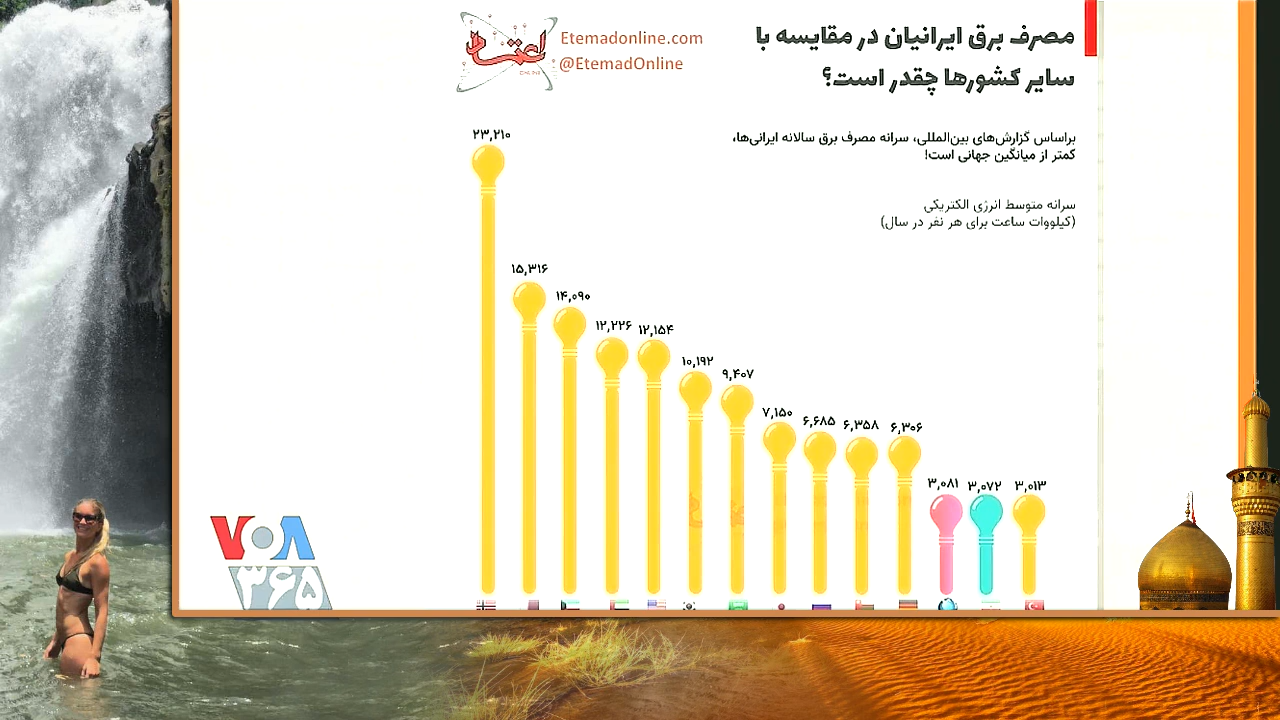 مصرف برق ایرانیان در مقایسه با
سایر کشورها چقدر است؟
اعتماد
Etemadonline.com
@EtemadOnline
براساس گزارش‌های بین‌المللی، سرانه مصرف برق سالانه ایرانی‌ها،
کمتر از میانگین جهانی است!
سرانه متوسط انرژی الکتریکی
(کیلووات ساعت برای هر نفر در سال)
۲۳,۲۱۰
۱۵,۳۱۶
۱۴,۰۹۰
۱۲,۲۲۶
۱۲,۱۵۴
۱۰,۱۹۲
۹,۴۰۷
۷,۱۵۰
۶,۶۸۵
۶,۳۵۸
۶,۳۰۶
۳,۰۸۱
۳,۰۷۲
۳,۰۱۳
VOA
۳۶۵